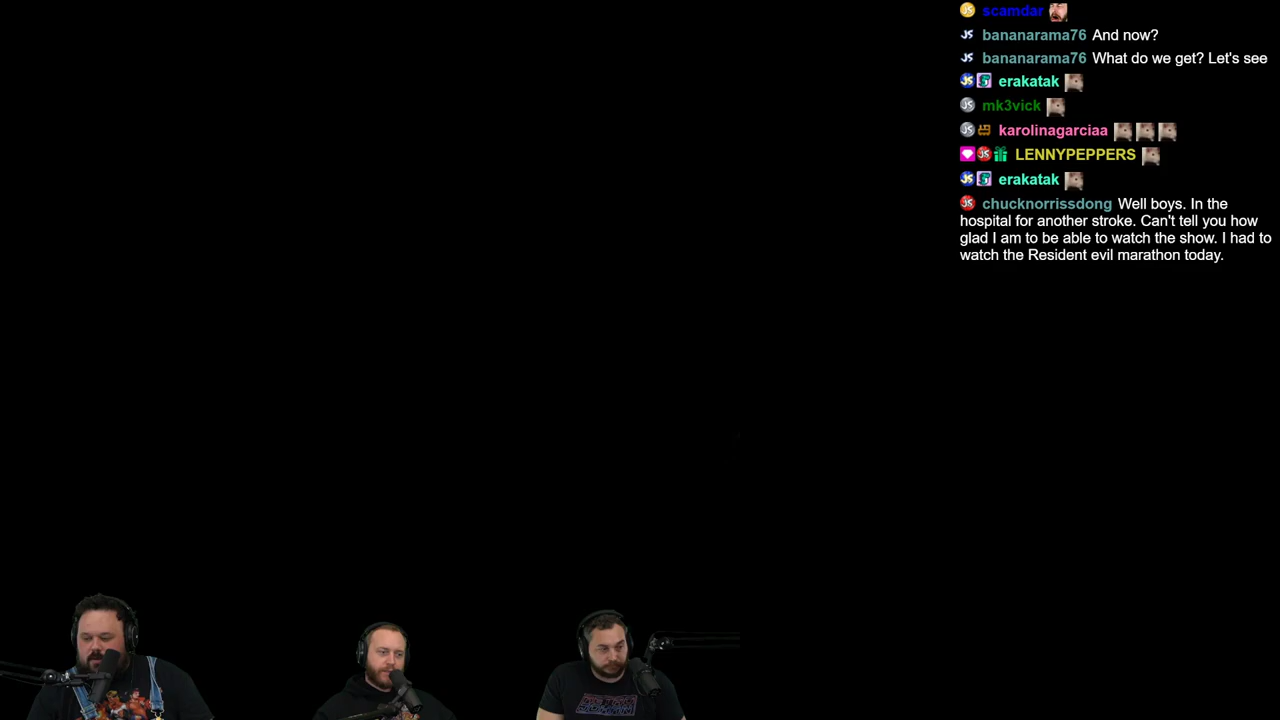 scamdar
bananarama76 And now?
bananarama76 What do we get? Let's see
erakatak
mk3vick
karolinagarciaa
LENNYPEPPERS
erakatak
chucknorrissdong Well boys. In the
hospital for another stroke. Can't tell you how
glad I am to be able to watch the show. I had to
watch the Resident evil marathon today.